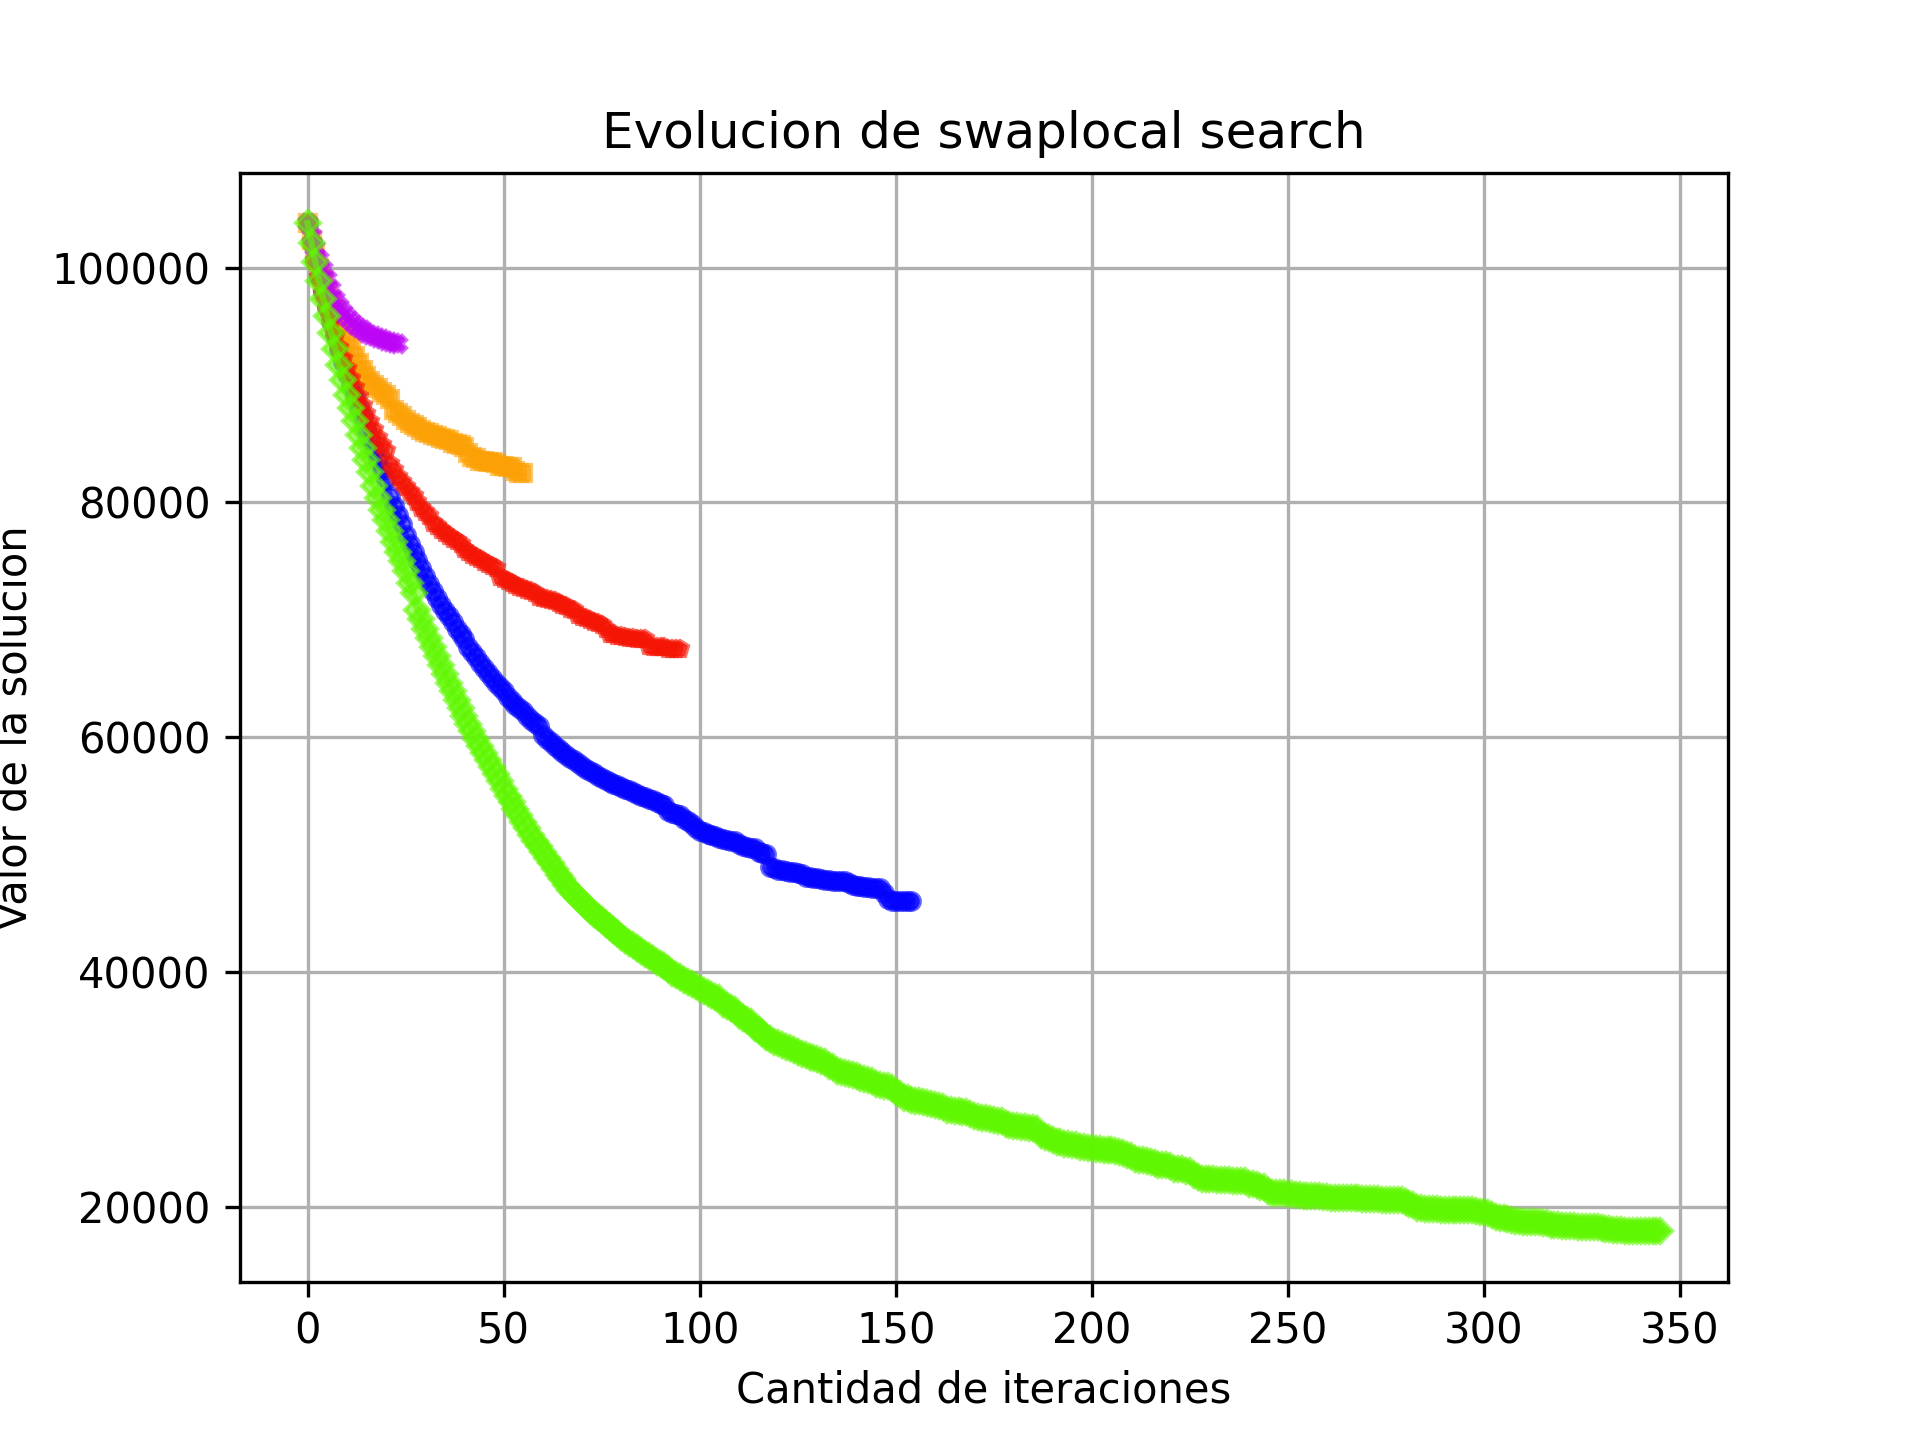 Evolucion de swaplocal search
Valor de la solucion
100000
80000
60000
40000
20000
0 50 100 150 200 250 300 350
Cantidad de iteraciones